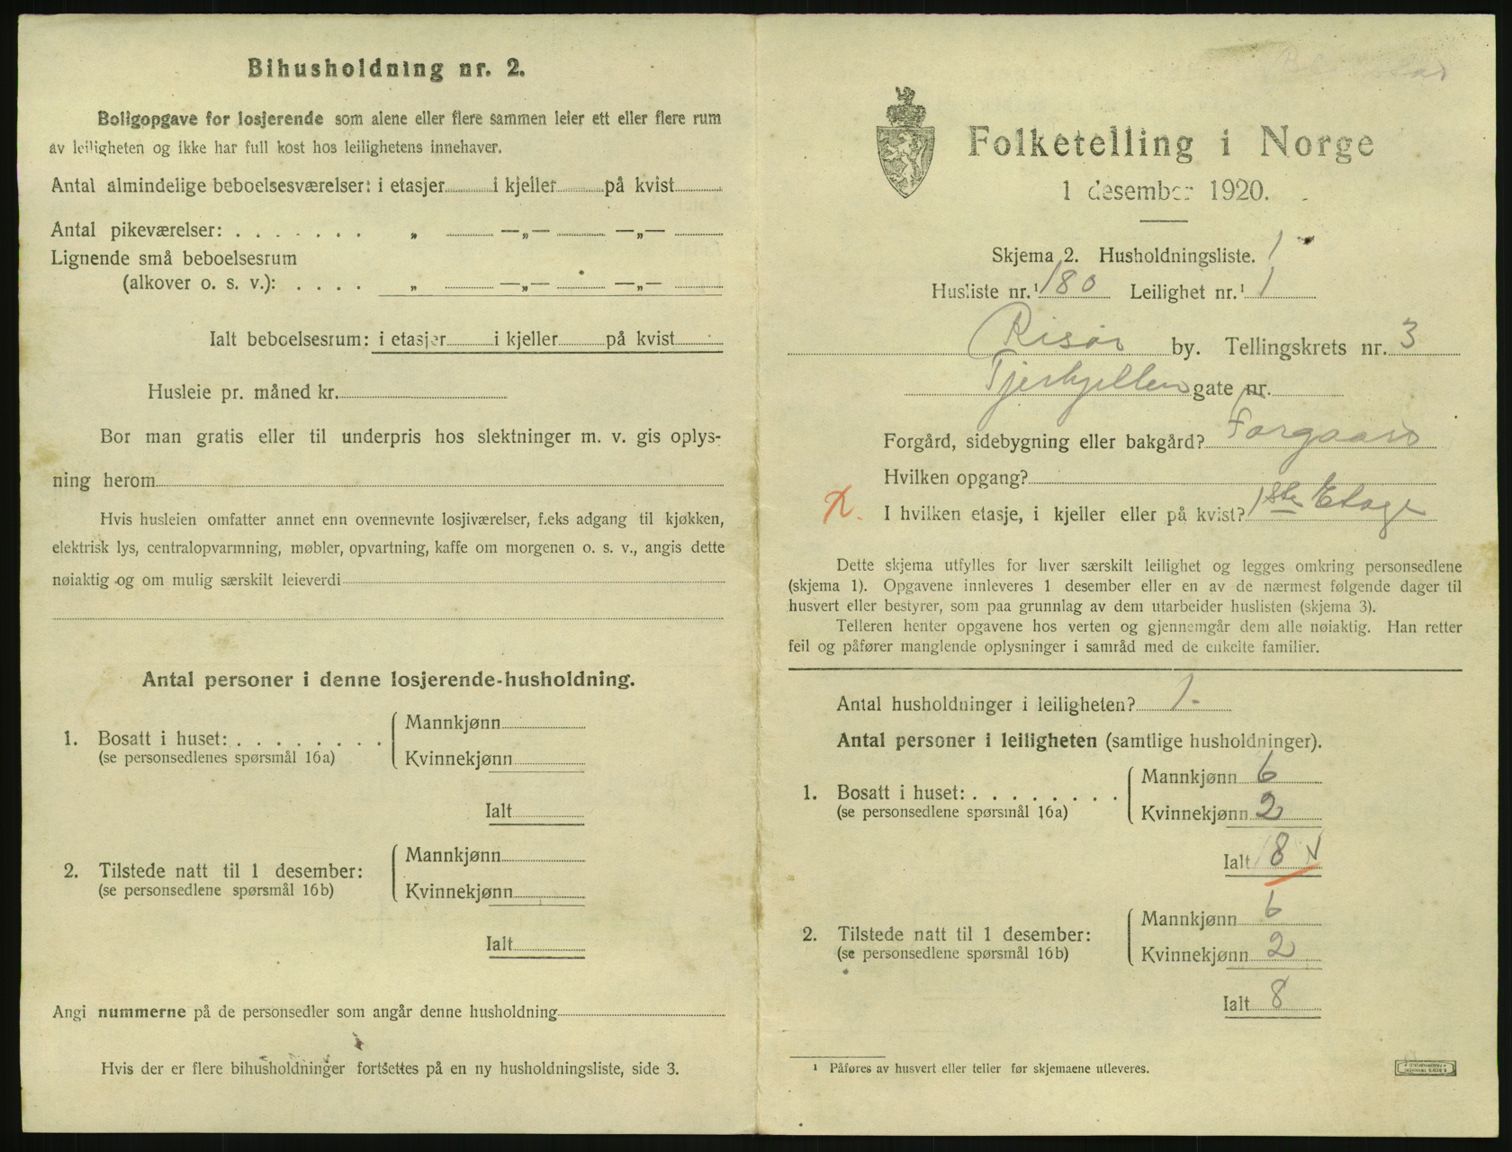 Bihusholdning nr. 2.
Boligopgave for losjerende som alene eller flere sammen leier ett eller flere rum
av leiligheten og ikke har full kost hos leilighetens innehaver.
Antal almindelige beboelsesværelser: i etasjer i kjeller på kvist
Antal pikeværelser: . . . . . . . „ —„— —„—
Lignende små beboelsesrum
(alkover o. s. v.): . . . . „ —„— —„—
Ialt beboelsesrum: i etasjer i kjeller på kvist
Husleie pr. måned kr.
Bor man gratis eller til underpris hos slektninger m. v. gis oplys-
ning herom
Hvis husleien omfatter annet enn ovennevnte losjiværelser, f.eks adgang til kjøkken,
elektrisk lys, centralopvarmning, møbler, opvartning, kaffe om morgenen o. s. v., angis dette
nøiaktig og om mulig særskilt leieverdi
Antal personer i denne losjerende-husholdning.
1. Bosatt i huset: . . . . . . . . Mannkjønn
(se personsedlenes spørsmål 16a) Kvinnekjønn
Ialt
2. Tilstede natt til 1 desember: Mannkjønn
(se personsedlene spørsmål 16b) Kvinnekjønn
Ialt
Angi nummerne på de personsedler som angår denne husholdning
Hvis der er flere bihusholdninger fortsettes på en ny husholdningsliste, side 3.
Folketelling i Norge
1 desember 1920.
Skjema 2. Husholdningsliste. 1
Husliste nr.¹ 180 Leilighet nr.¹ 1
Risør by. Tellingskrets nr. 3
Tjernhjellen gate nr.
Forgård, sidebygning eller bakgård? Forgaard
Hvilken opgang?
I hvilken etasje, i kjeller eller på kvist? 1ste Etage
Dette skjema utfylles for hver særskilt leilighet og legges omkring personsedlene
(skjema 1). Opgavene innleveres 1 desember eller en av de nærmest følgende dager til
husvert eller bestyrer, som paa grunnlag av dem utarbeider huslisten (skjema 3).
Telleren henter opgavene hos verten og gjennemgår dem alle nøiaktig. Han retter
feil og påfører manglende oplysninger i samråd med de enkelte familier.
Antal husholdninger i leiligheten? 1.
Antal personer i leiligheten (samtlige husholdninger).
1. Bosatt i huset: . . . . . . . . Mannkjønn 6
(se personsedlene spørsmål 16a) Kvinnekjønn 2
Ialt 8
2. Tilstede natt til 1 desember: Mannkjønn 6
(se personsedlene spørsmål 16b) Kvinnekjønn 2
Ialt 8
¹ Påføres av husvert eller teller før skjemaene utleveres.